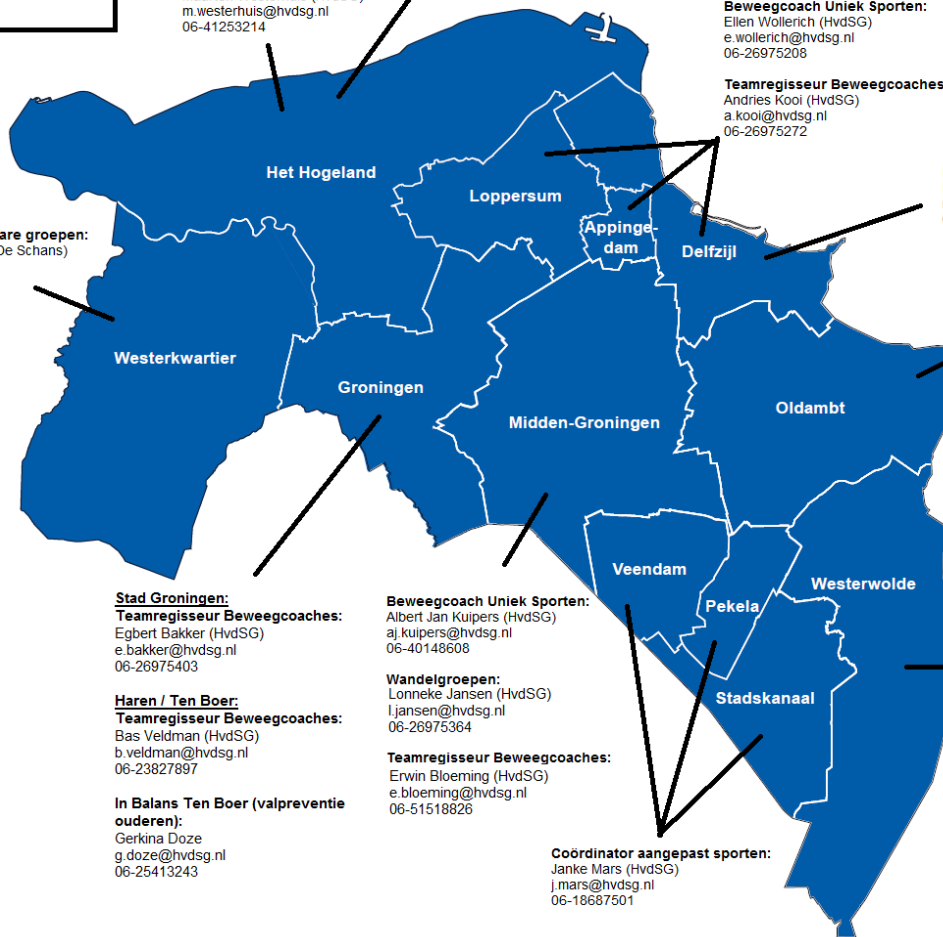 m.westerhuis@hvdsg.nl
06-41253214
Beweegcoach Uniek Sporten:
Ellen Wollerich (HvdSG)
e.wollerich@hvdsg.nl
06-26975208
Teamregisseur Beweegcoaches
Andries Kooi (HvdSG)
a.kooi@hvdsg.nl
06-26975272
are groepen:
De Schans)
Het Hogeland
Loppersum
Appinge-
dam
Delfzijl
Westerkwartier
Groningen
Midden-Groningen
Oldambt
Veendam
Pekela
Westerwolde
Stadskanaal
Stad Groningen:
Teamregisseur Beweegcoaches:
Egbert Bakker (HvdSG)
e.bakker@hvdsg.nl
06-26975403
Haren / Ten Boer:
Teamregisseur Beweegcoaches:
Bas Veldman (HvdSG)
b.veldman@hvdsg.nl
06-23827897
In Balans Ten Boer (valpreventie
ouderen):
Gerkina Doze
g.doze@hvdsg.nl
06-25413243
Beweegcoach Uniek Sporten:
Albert Jan Kuipers (HvdSG)
aj.kuipers@hvdsg.nl
06-40148608
Wandelgroepen:
Lonneke Jansen (HvdSG)
l.jansen@hvdsg.nl
06-26975364
Teamregisseur Beweegcoaches:
Erwin Bloeming (HvdSG)
e.bloeming@hvdsg.nl
06-51518826
Coördinator aangepast sporten:
Janke Mars (HvdSG)
j.mars@hvdsg.nl
06-18687501